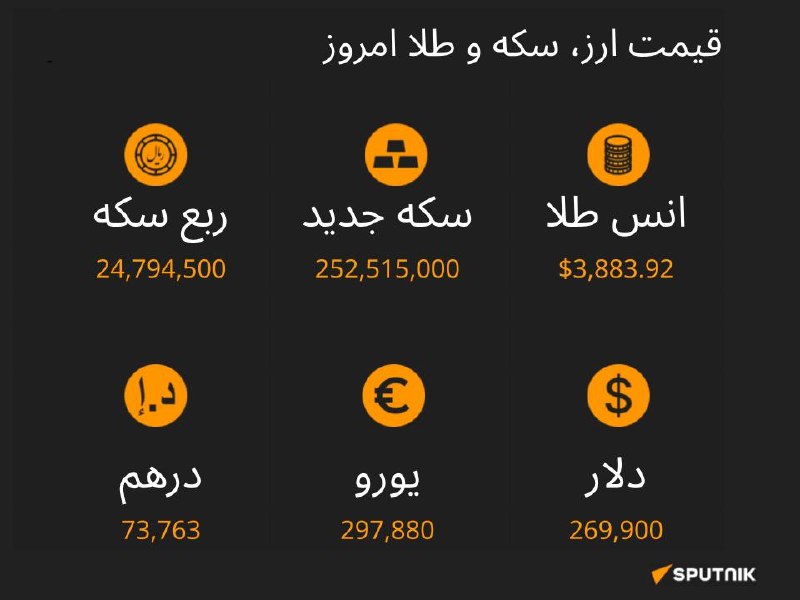 قیمت ارز، سکه و طلا امروز
انس طلا
$3,883.92
سکه جدید
252,515,000
ربع سکه
ریال
24,794,500
$
دلار
269,900
€
یورو
297,880
د.إ
درهم
73,763
SPUTNIK